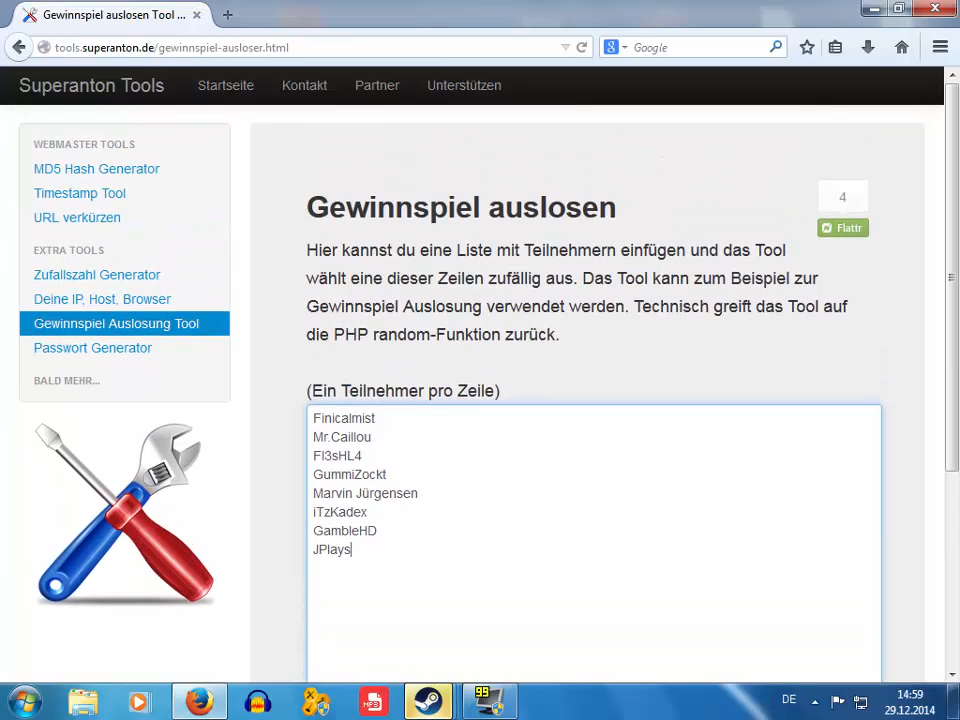 Gewinnspiel auslosen Tool ...
tools.superanton.de/gewinnspiel-ausloser.html
Google
Superanton Tools
Startseite
Kontakt
Partner
Unterstützen
WEBMASTER TOOLS
MD5 Hash Generator
Timestamp Tool
URL verkürzen
EXTRA TOOLS
Zufallszahl Generator
Deine IP, Host, Browser
Gewinnspiel Auslosung Tool
Passwort Generator
BALD MEHR...
4
Flattr
Gewinnspiel auslosen
Hier kannst du eine Liste mit Teilnehmern einfügen und das Tool
wählt eine dieser Zeilen zufällig aus. Das Tool kann zum Beispiel zur
Gewinnspiel Auslosung verwendet werden. Technisch greift das Tool auf
die PHP random-Funktion zurück.
(Ein Teilnehmer pro Zeile)
Finicalmist
Mr.Caillou
Fl3sHL4
GummiZockt
Marvin Jürgensen
iTzKadex
GambleHD
JPlays
MP3
99
DE
14:59
29.12.2014